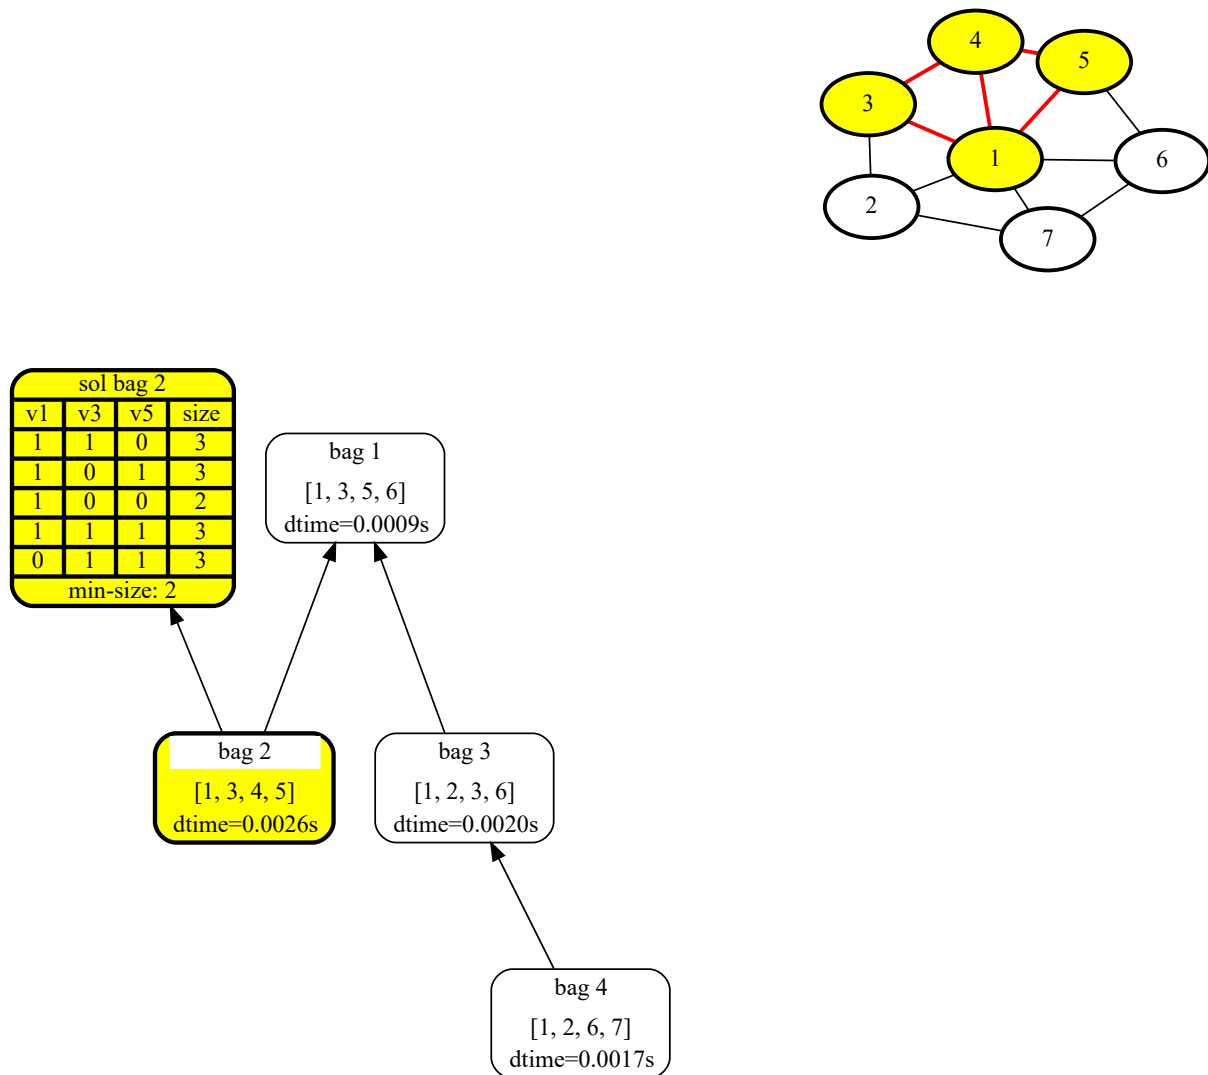 4
5
3
1
6
2
7
sol bag 2
v1 v3 v5 size
1 1 0 3
1 0 1 3
1 0 0 2
1 1 1 3
0 1 1 3
min-size: 2
bag 1
[1, 3, 5, 6]
dtime=0.0009s
bag 2
[1, 3, 4, 5]
dtime=0.0026s
bag 3
[1, 2, 3, 6]
dtime=0.0020s
bag 4
[1, 2, 6, 7]
dtime=0.0017s